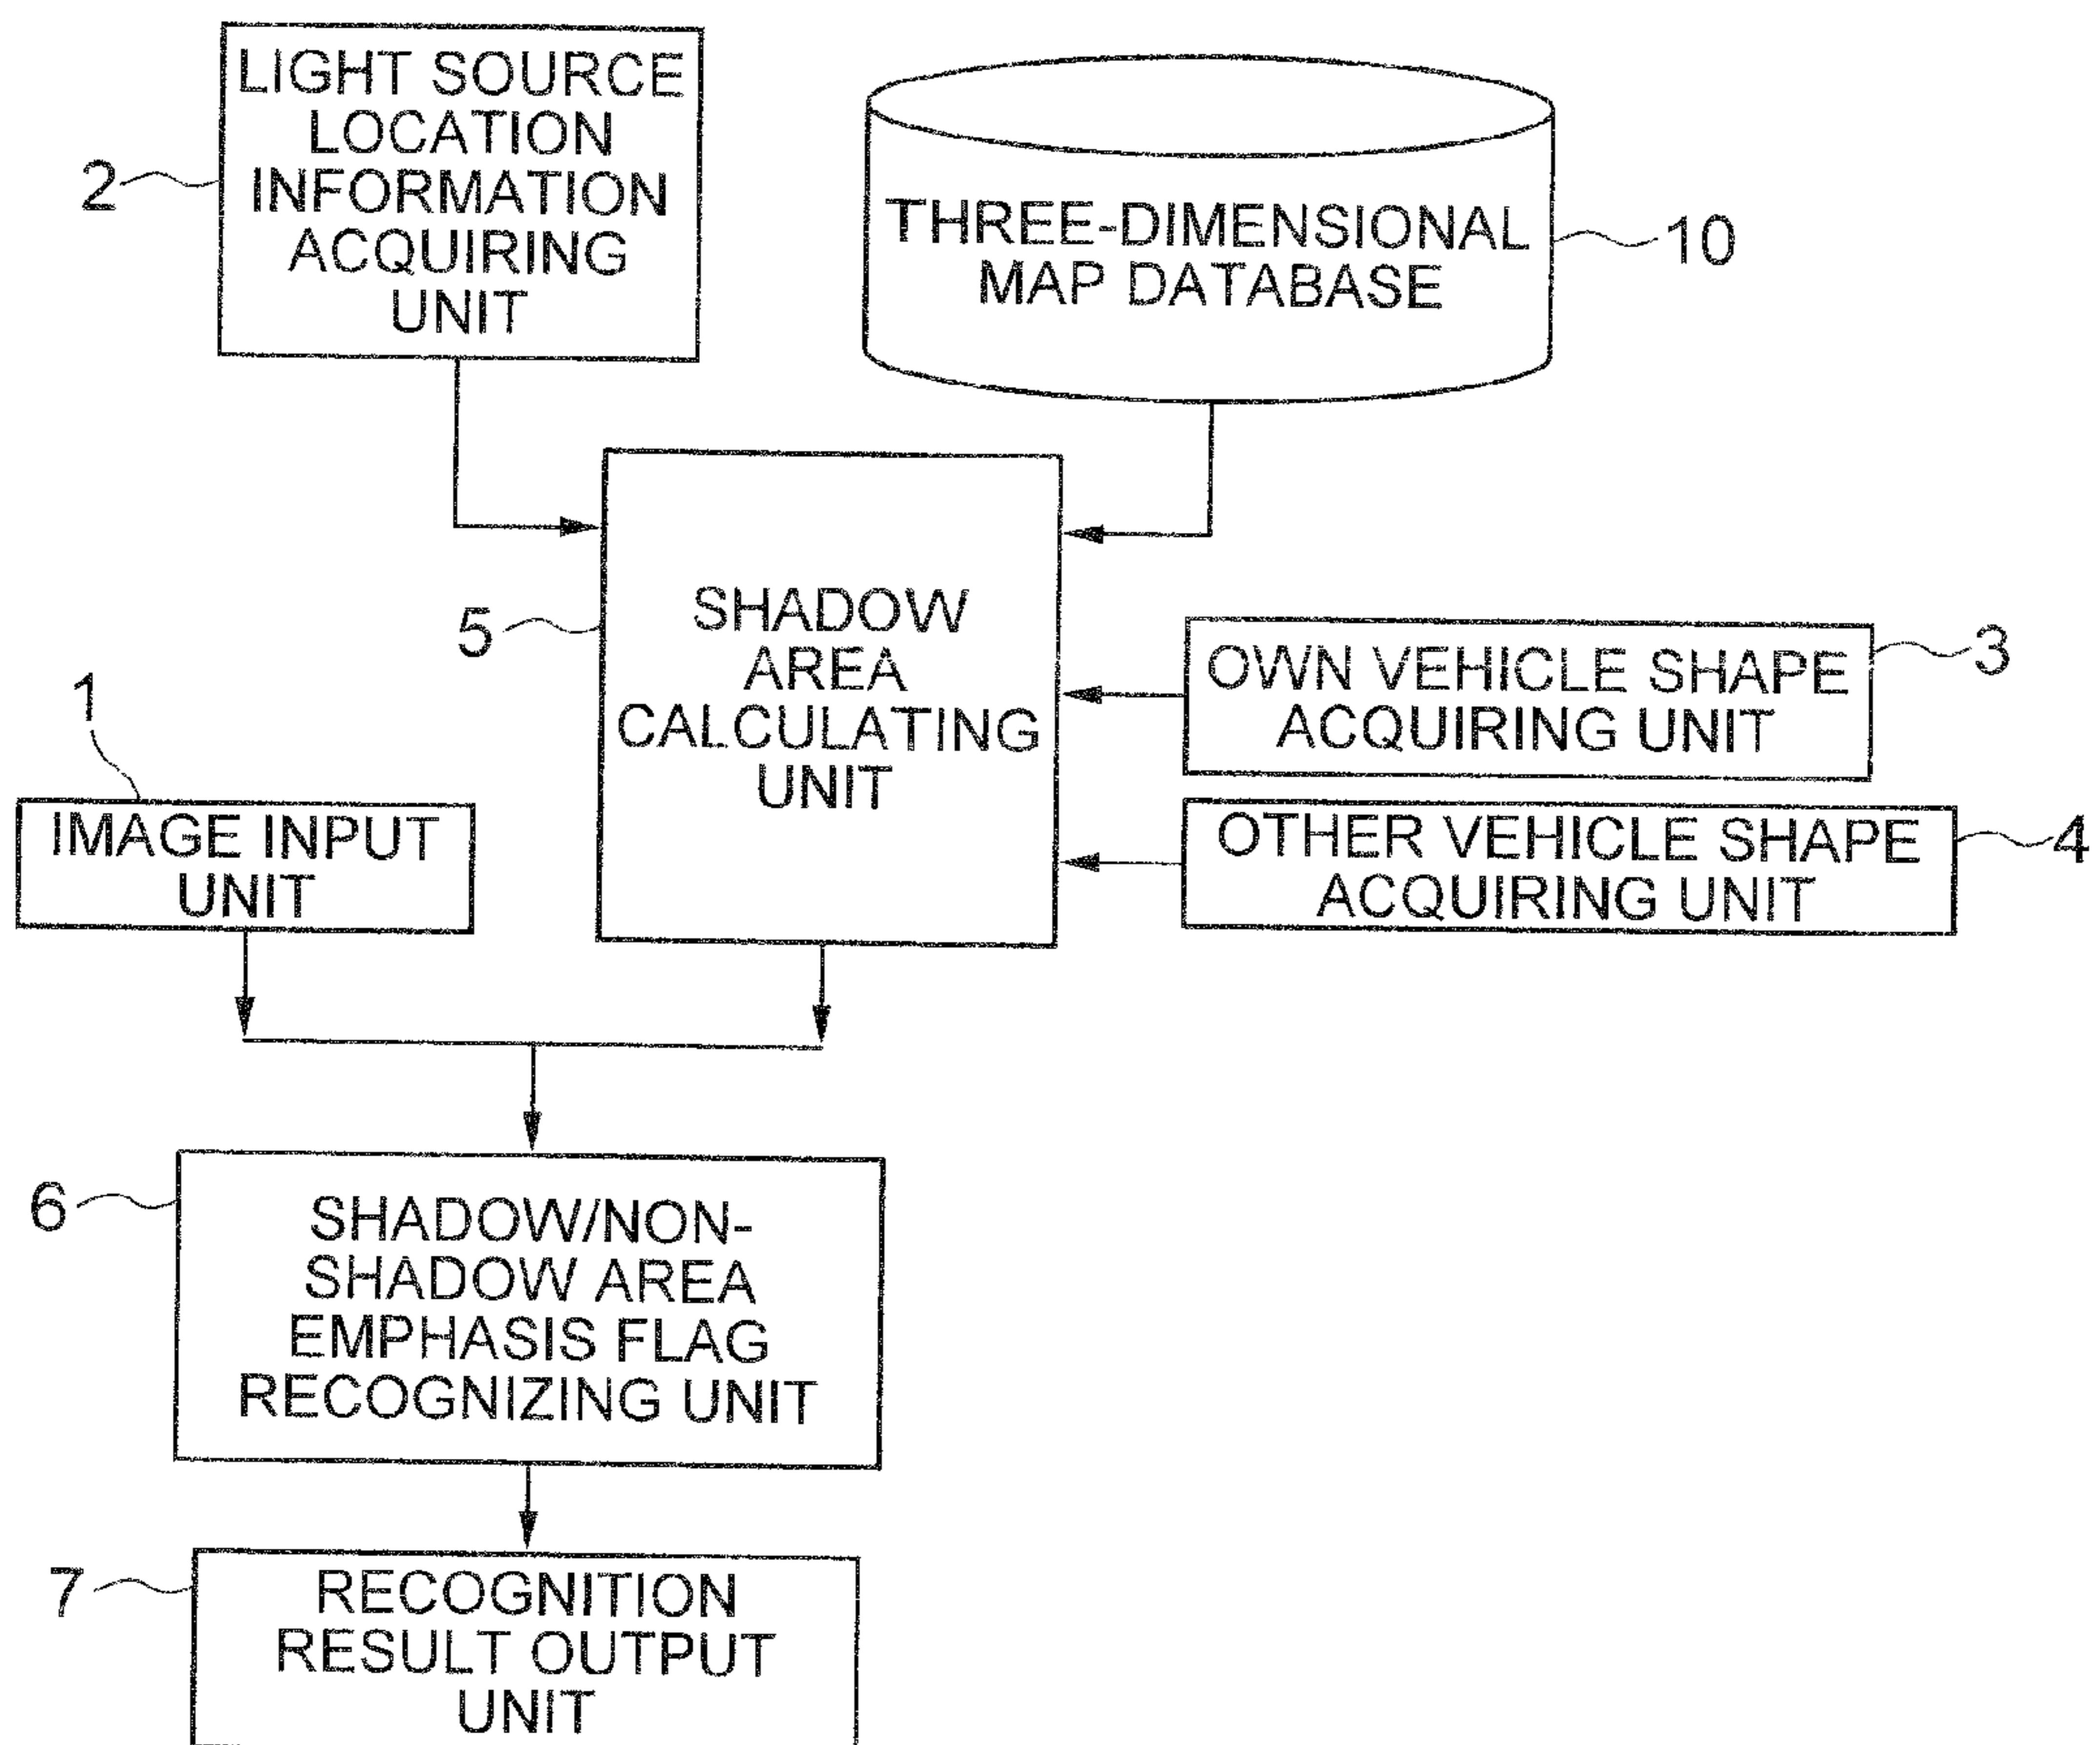 LIGHT SOURCE
LOCATION
INFORMATION
ACQUIRING
UNIT
2
THREE-DIMENSIONAL
MAP DATABASE
10
SHADOW
AREA
CALCULATING
UNIT
5
OWN VEHICLE SHAPE
ACQUIRING UNIT
3
1
IMAGE INPUT
UNIT
OTHER VEHICLE SHAPE
ACQUIRING UNIT
4
6
SHADOW/NON-
SHADOW AREA
EMPHASIS FLAG
RECOGNIZING UNIT
7
RECOGNITION
RESULT OUTPUT
UNIT